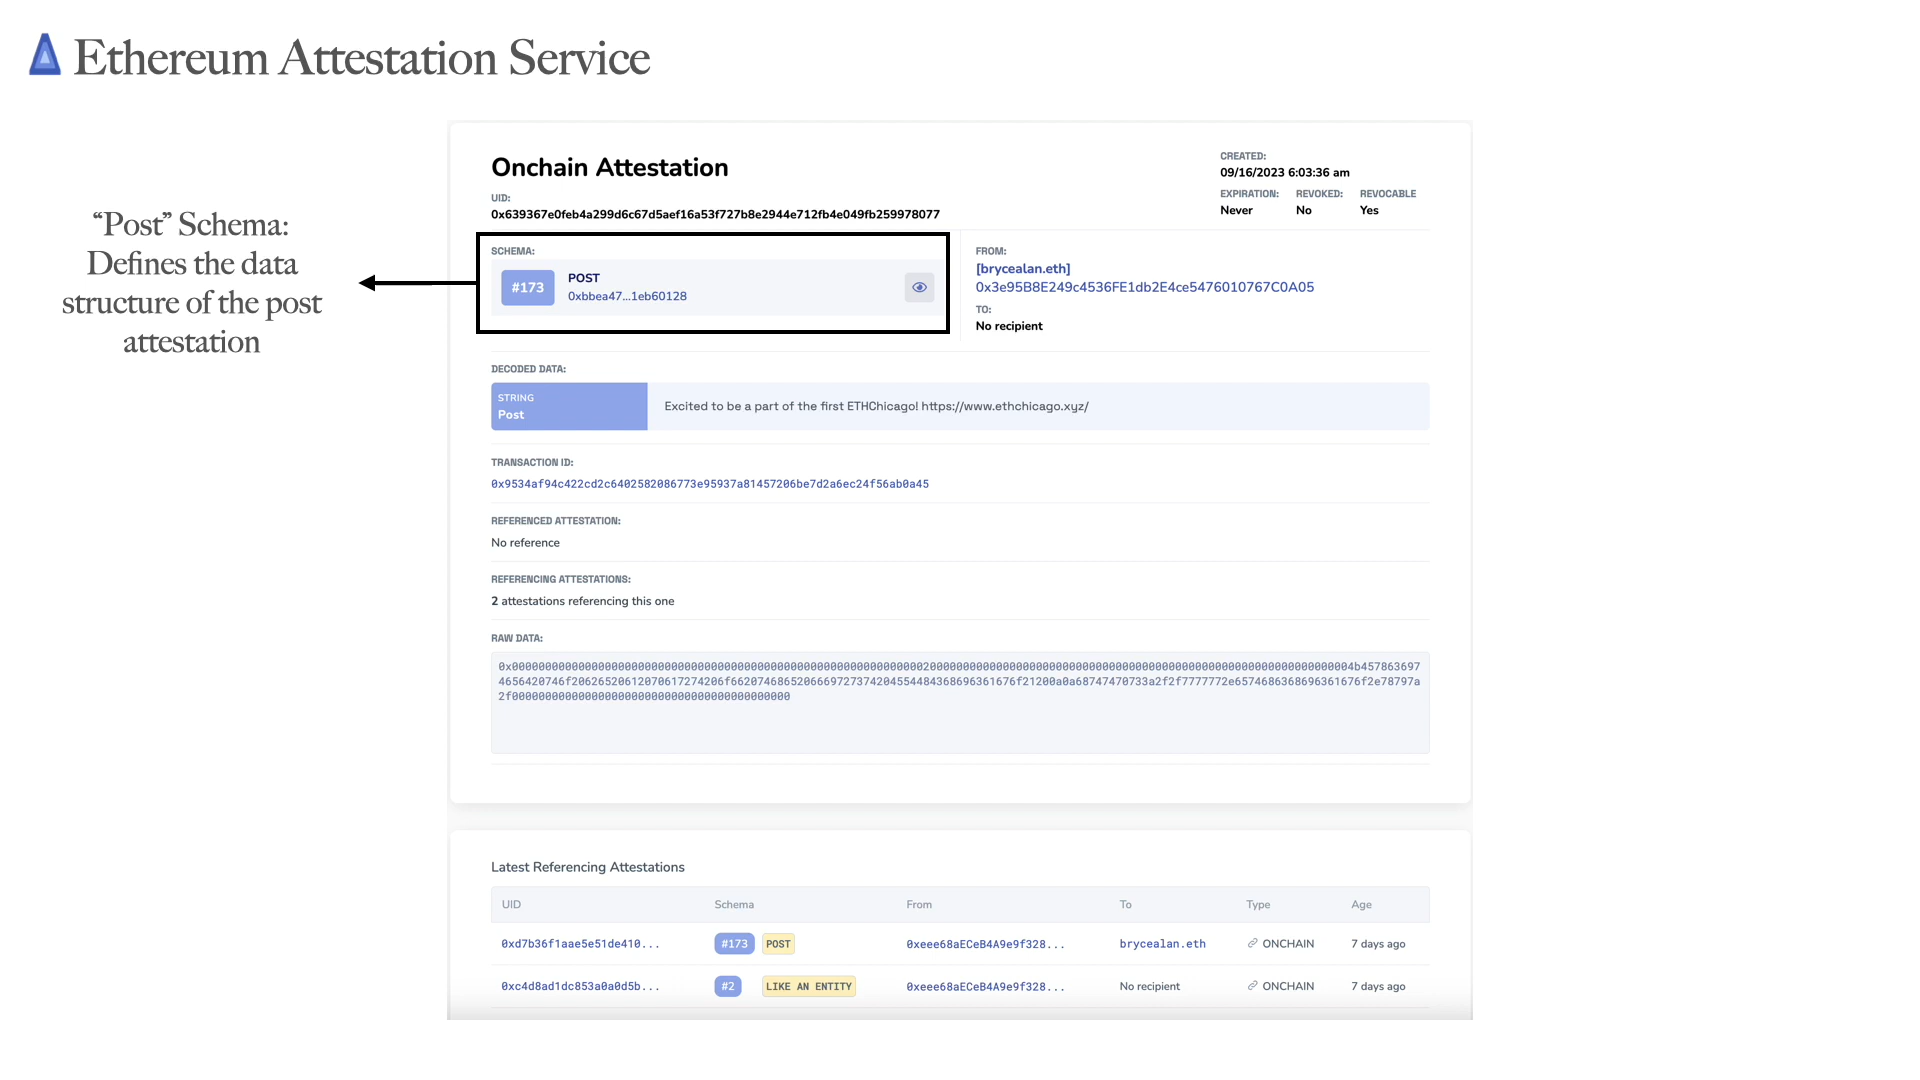 Ethereum Attestation Service
“Post” Schema:
Defines the data
structure of the post
attestation
Onchain Attestation
UID:
0x639367e0feb4a299d6c67d5aef16a53f727b8e2944e712fb4e049fb259978077
CREATED:
09/16/2023 6:03:36 am
EXPIRATION: REVOKED: REVOCABLE
Never No Yes
SCHEMA:
#173 POST
0xbbea47...1eb60128
FROM:
[brycealan.eth]
0x3e95B8E249c4536FE1db2E4ce5476010767C0A05
TO:
No recipient
DECODED DATA:
STRING
Post
Excited to be a part of the first ETHChicago! https://www.ethchicago.xyz/
TRANSACTION ID:
0x9534af94c422cd2c6402582086773e95937a81457206be7d2a6ec24f56ab0a45
REFERENCED ATTESTATION:
No reference
REFERENCING ATTESTATIONS:
2 attestations referencing this one
RAW DATA:
Latest Referencing Attestations
UID Schema From To Type Age
0xd7b36f1aae5e51de410... #173 POST 0xeee68aECeB4A9e9f328... brycealan.eth ONCHAIN 7 days ago
0xc4d8ad1dc853a0a0d5b... #2 LIKE AN ENTITY 0xeee68aECeB4A9e9f328... No recipient ONCHAIN 7 days ago